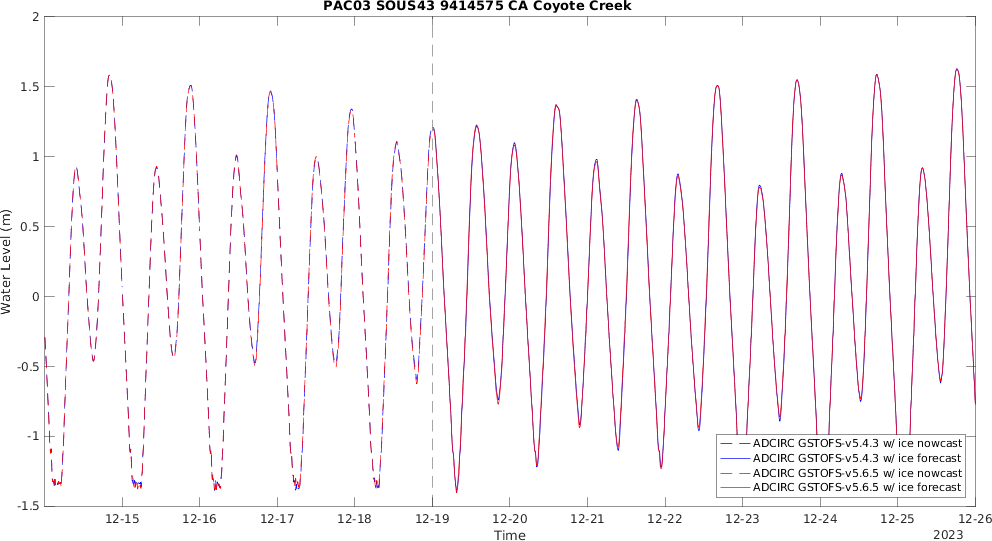 PAC03 SOUS43 9414575 CA Coyote Creek
2
1.5
1
0.5
0
-0.5
-1
-1.5
Water Level (m)
12-15 12-16 12-17 12-18 12-19 12-20 12-21 12-22 12-23 12-24 12-25 12-26
Time
2023
ADCIRC GSTOFS-v5.4.3 w/ ice nowcast
ADCIRC GSTOFS-v5.4.3 w/ ice forecast
ADCIRC GSTOFS-v5.6.5 w/ ice nowcast
ADCIRC GSTOFS-v5.6.5 w/ ice forecast